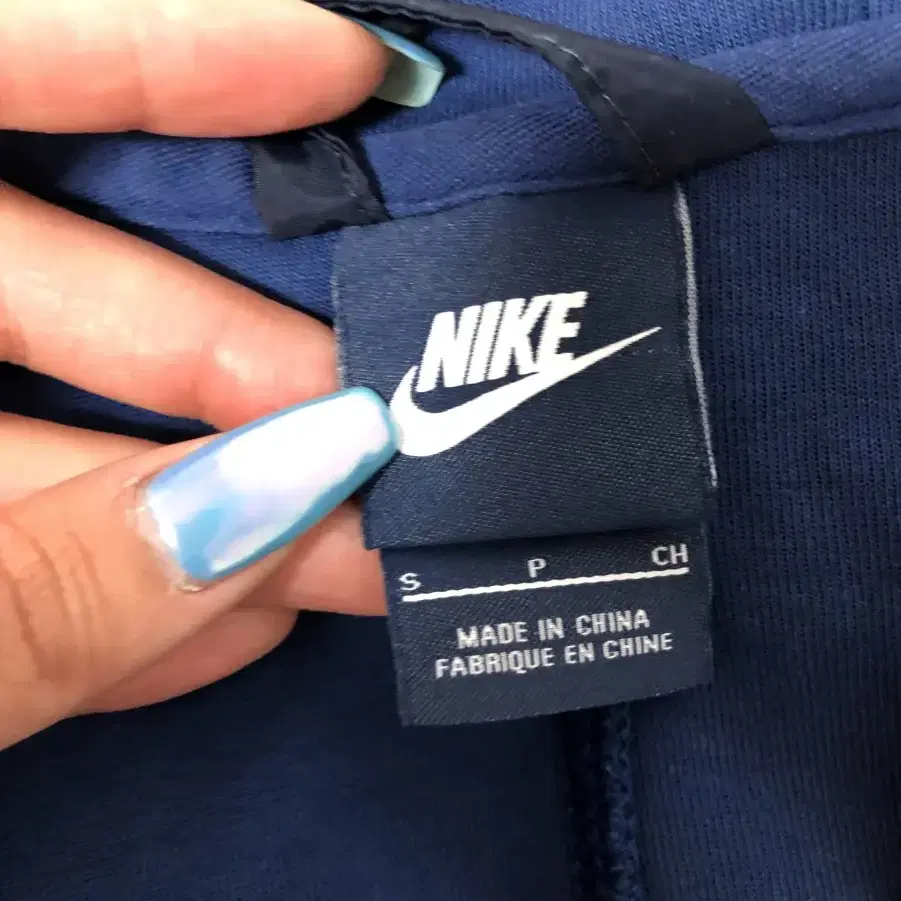 NIKE
S P CH
MADE IN CHINA
FABRIQUE EN CHINE